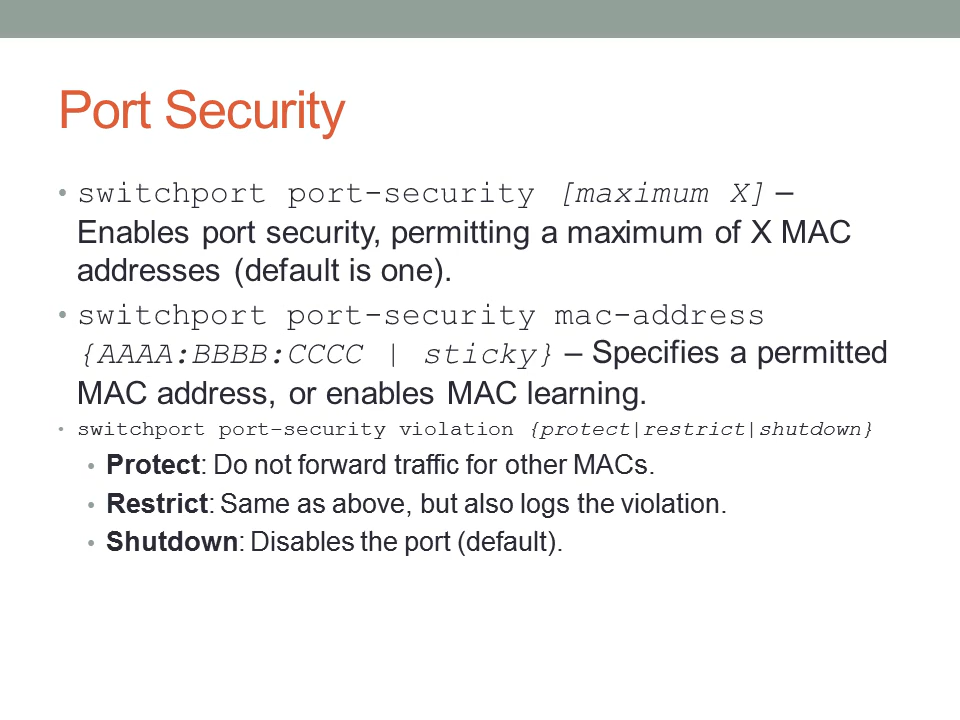 Port Security
• switchport port-security [maximum X] –
Enables port security, permitting a maximum of X MAC
addresses (default is one).
• switchport port-security mac-address
{AAAA:BBBB:CCCC | sticky} – Specifies a permitted
MAC address, or enables MAC learning.
• switchport port-security violation {protect|restrict|shutdown}
• Protect: Do not forward traffic for other MACs.
• Restrict: Same as above, but also logs the violation.
• Shutdown: Disables the port (default).